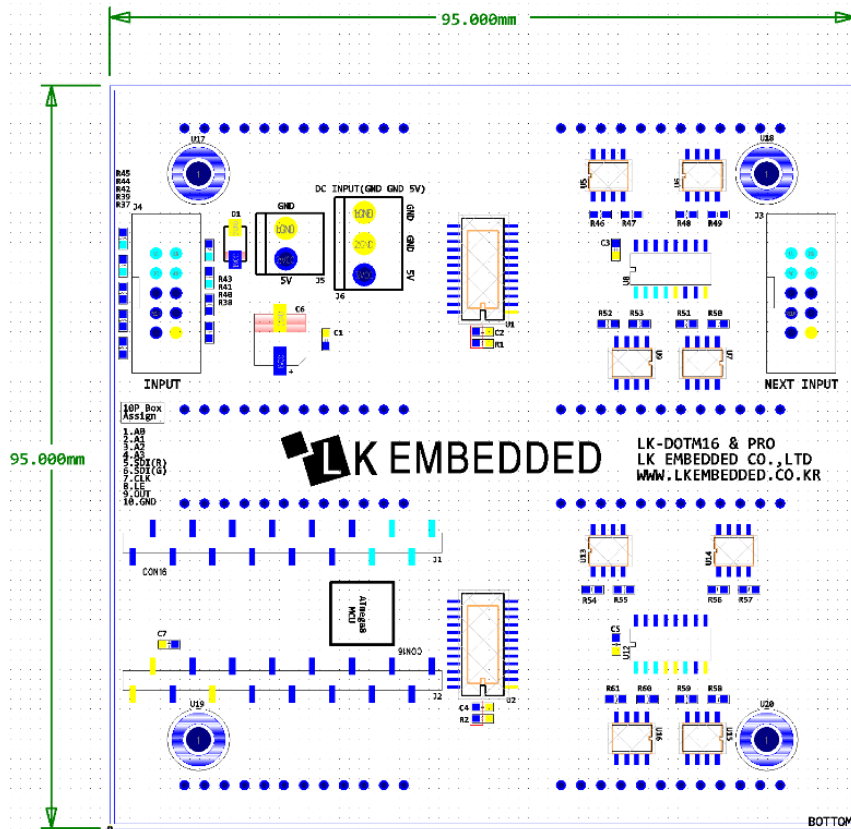 95.000mm
U17
U18
R45
R44
R42
R39
R37
J4
D1
GND
DC INPUT(GND GND 5V)
GND
GND
5V
5V
J5
J6
U5
U6
R46
R47
R48
R49
J3
C3
U8
R43
R41
R40
R38
C6
C1
+
U1
C2
R1
R52
R53
R51
R50
U9
U7
INPUT
NEXT INPUT
10P Box
Assign
1.A0
2.A1
3.A2
4.A3
5.SDI(R)
6.SDI(G)
7.CLK
8.LE
9.OUT
10.GND
95.000mm
LK EMBEDDED
LK-DOTM16 & PRO
LK EMBEDDED CO.,LTD
WWW.LKEMBEDDED.CO.KR
CON16
J1
U13
U14
R54
R55
R56
R57
ATmega8
MCU
C7
CON16
C5
U12
J2
U2
R61
R60
R59
R58
C4
R2
U19
U20
U16
U15
BOTTOM